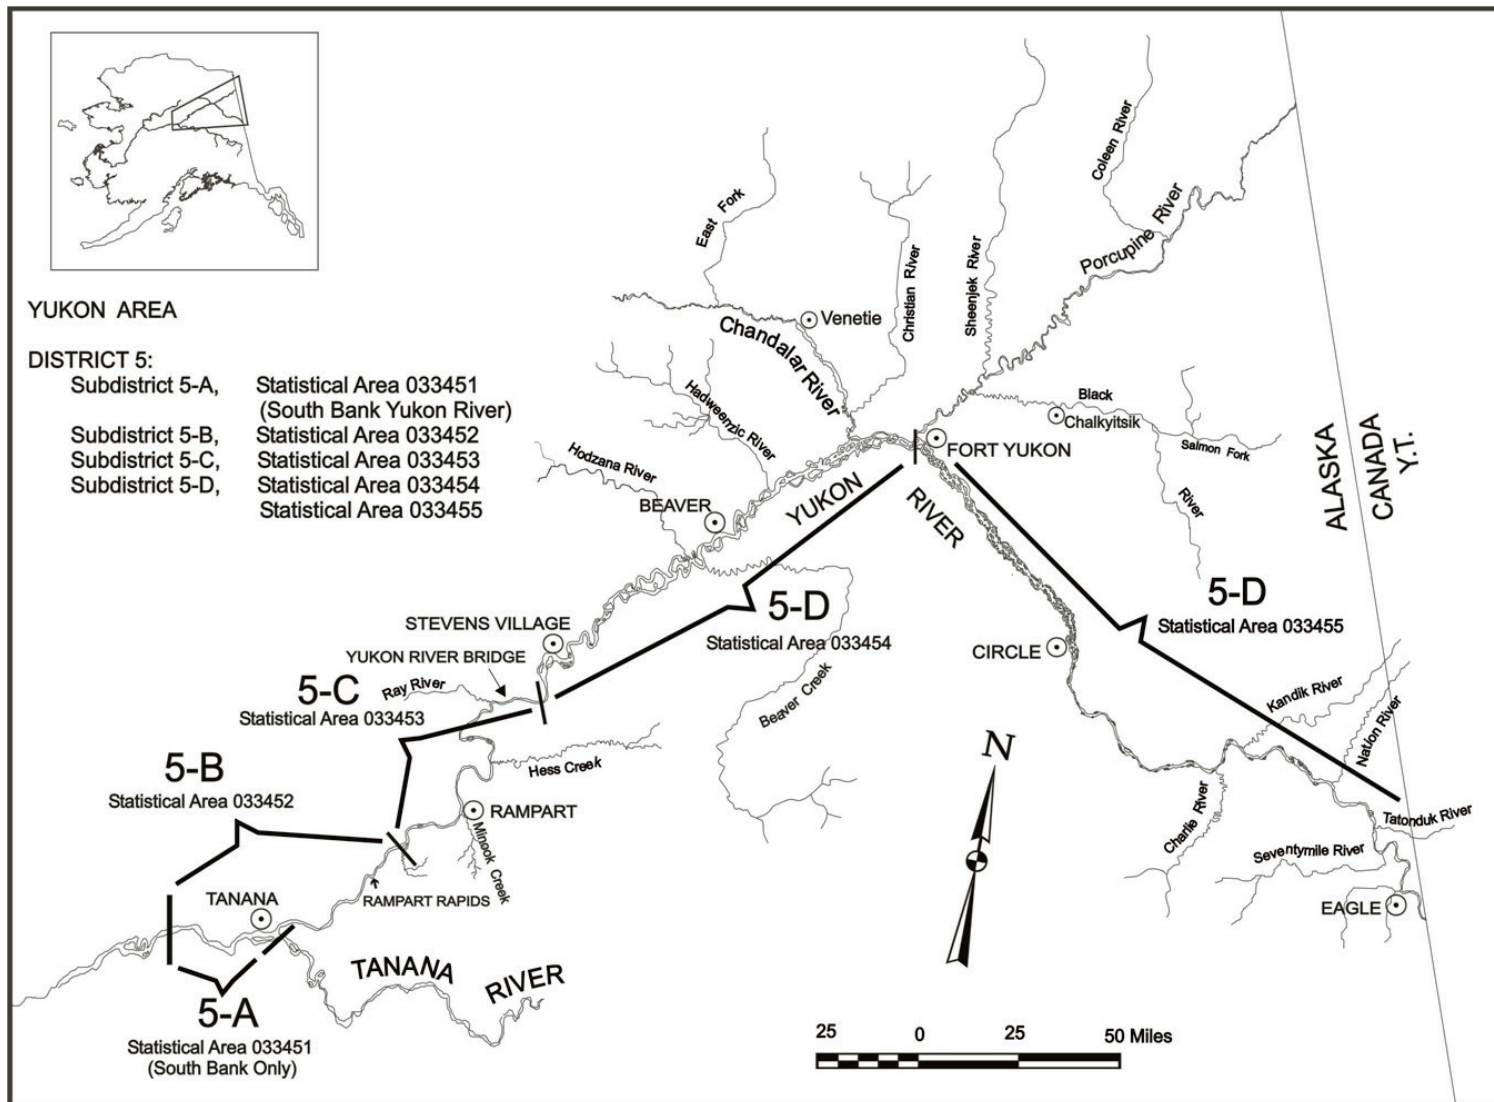 YUKON AREA
DISTRICT 5:
Subdistrict 5-A, Statistical Area 033451
(South Bank Yukon River)
Subdistrict 5-B, Statistical Area 033452
Subdistrict 5-C, Statistical Area 033453
Subdistrict 5-D, Statistical Area 033454
Statistical Area 033455
East Fork
Venetie
Chandalar River
Christian River
Sheenjek River
Coleen River
Porcupine River
Hadweenzic River
Hodzana River
Black
River
Chalkyitsik
Salmon Fork
FORT YUKON
BEAVER
YUKON
RIVER
ALASKA
CANADA
Y.T.
5-D
Statistical Area 033454
5-D
Statistical Area 033455
STEVENS VILLAGE
YUKON RIVER BRIDGE
Ray River
5-C
Statistical Area 033453
CIRCLE
Beaver Creek
Kandik River
Nation River
Hess Creek
5-B
Statistical Area 033452
RAMPART
Minook Creek
RAMPART RAPIDS
Charlie River
Tatonduk River
Seventymile River
EAGLE
TANANA
TANANA RIVER
5-A
Statistical Area 033451
(South Bank Only)
N
25 0 25 50 Miles